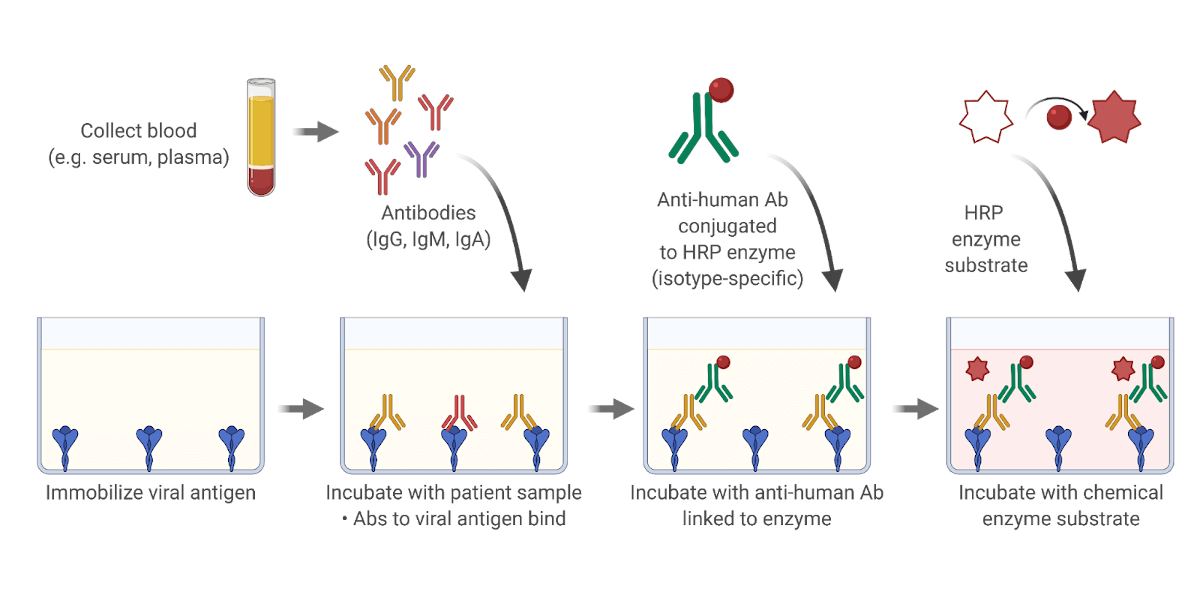 Collect blood
(e.g. serum, plasma)
Antibodies
(IgG, IgM, IgA)
Anti-human Ab
conjugated
to HRP enzyme
(isotype-specific)
HRP
enzyme
substrate
Immobilize viral antigen
Incubate with patient sample
• Abs to viral antigen bind
Incubate with anti-human Ab
linked to enzyme
Incubate with chemical
enzyme substrate